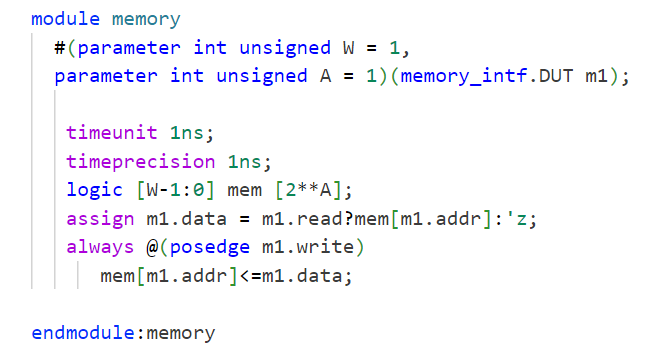 module memory
#(parameter int unsigned W = 1,
parameter int unsigned A = 1)(memory_intf.DUT m1);
timeunit 1ns;
timeprecision 1ns;
logic [W-1:0] mem [2**A];
assign m1.data = m1.read?mem[m1.addr]:'z;
always @(posedge m1.write)
mem[m1.addr]<=m1.data;
endmodule:memory